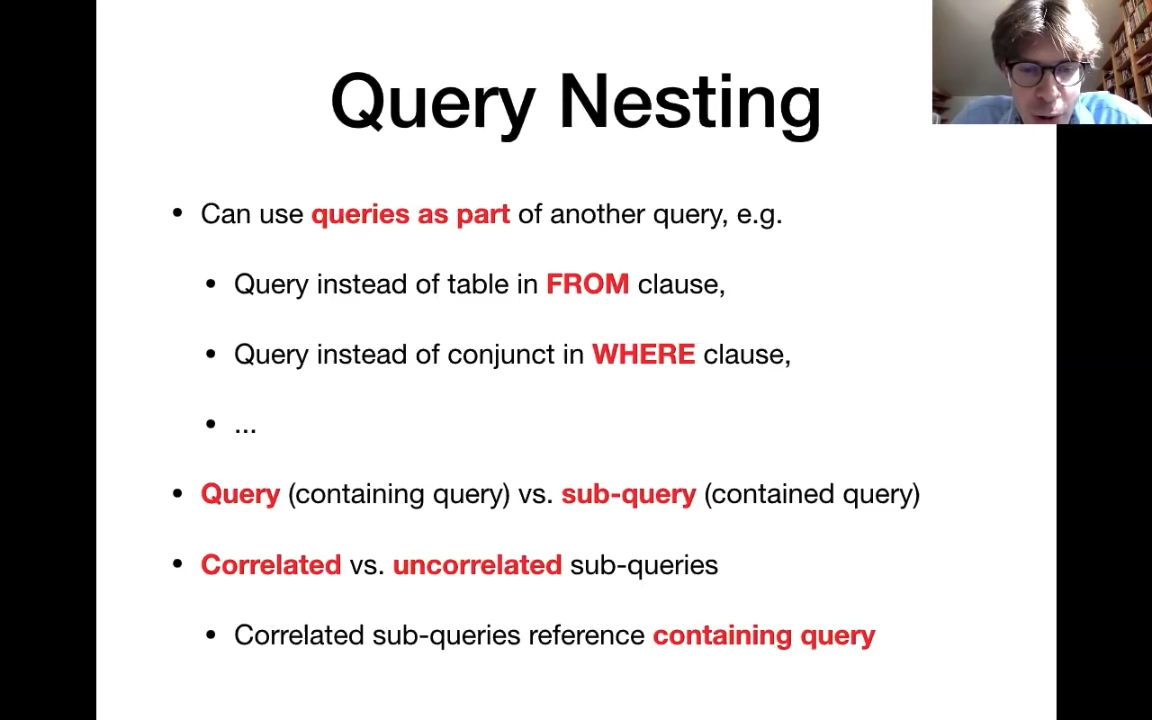 Query Nesting
• Can use queries as part of another query, e.g.
• Query instead of table in FROM clause,
• Query instead of conjunct in WHERE clause,
• ...
• Query (containing query) vs. sub-query (contained query)
• Correlated vs. uncorrelated sub-queries
• Correlated sub-queries reference containing query